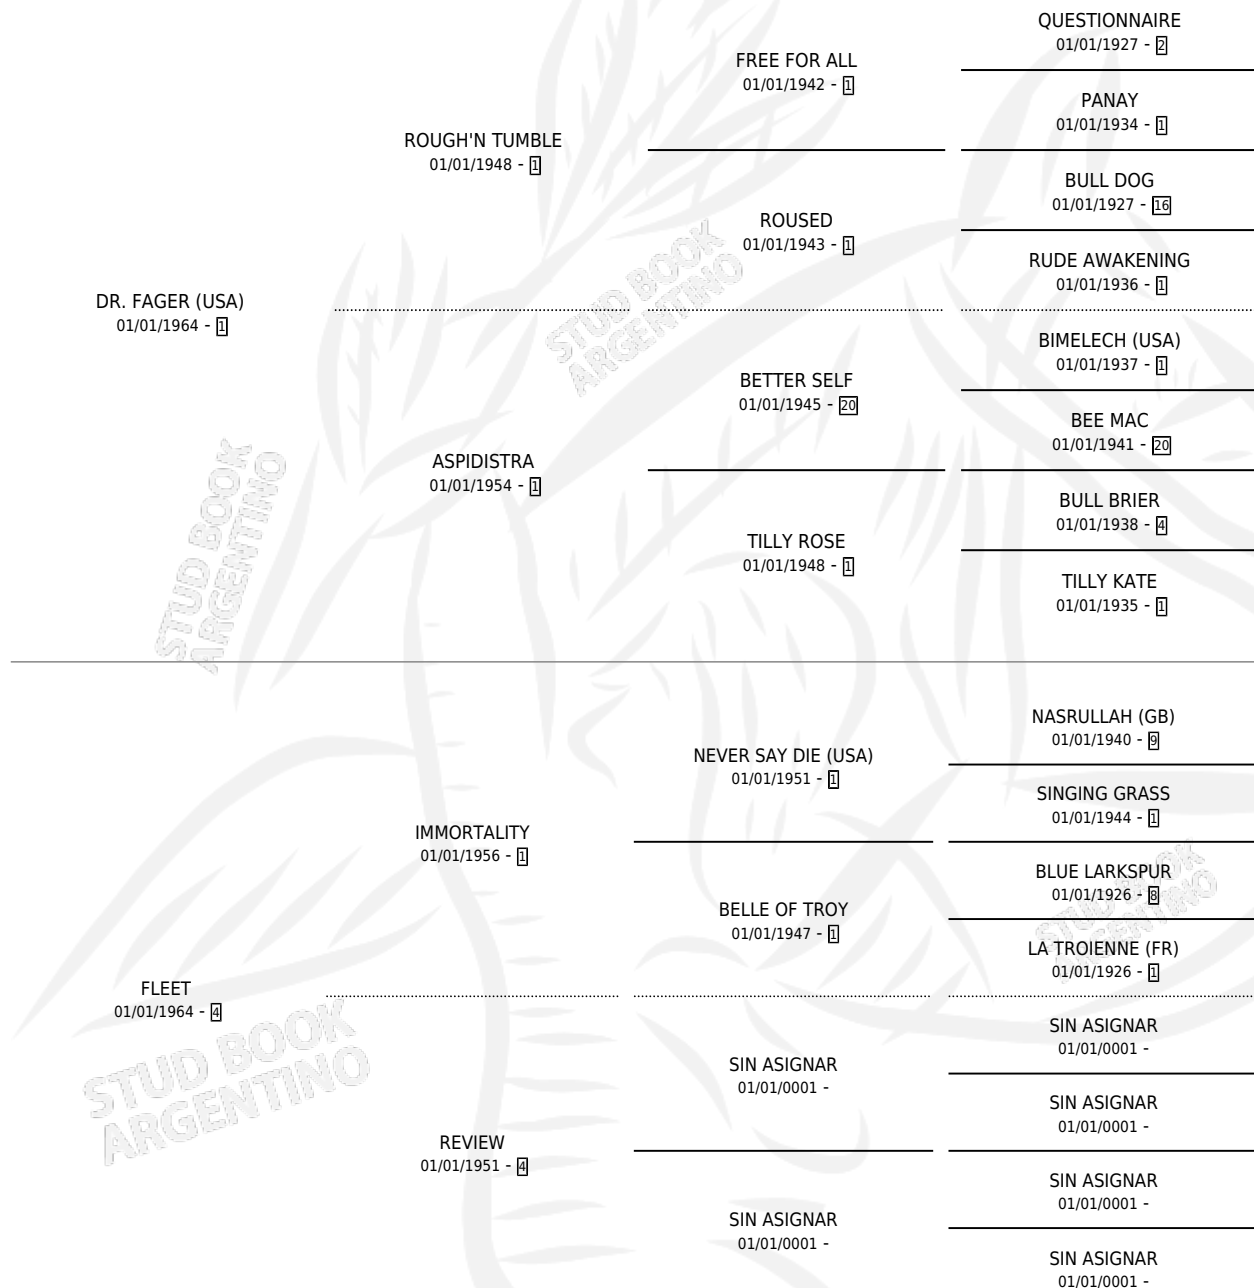 QUESTIONNAIRE
01/01/1927 - 2
FREE FOR ALL
01/01/1942 - 1
PANAY
01/01/1934 - 1
ROUGH'N TUMBLE
01/01/1948 - 1
BULL DOG
01/01/1927 - 16
ROUSED
01/01/1943 - 1
RUDE AWAKENING
01/01/1936 - 1
DR. FAGER (USA)
01/01/1964 - 1
BIMELECH (USA)
01/01/1937 - 1
BETTER SELF
01/01/1945 - 20
BEE MAC
01/01/1941 - 20
ASPIDISTRA
01/01/1954 - 1
BULL BRIER
01/01/1938 - 4
TILLY ROSE
01/01/1948 - 1
TILLY KATE
01/01/1935 - 1
NASRULLAH (GB)
01/01/1940 - 9
NEVER SAY DIE (USA)
01/01/1951 - 1
SINGING GRASS
01/01/1944 - 1
IMMORTALITY
01/01/1956 - 1
BLUE LARKSPUR
01/01/1926 - 8
BELLE OF TROY
01/01/1947 - 1
LA TROIENNE (FR)
01/01/1926 - 1
FLEET
01/01/1964 - 4
SIN ASIGNAR
01/01/0001 -
SIN ASIGNAR
01/01/0001 -
SIN ASIGNAR
01/01/0001 -
REVIEW
01/01/1951 - 4
SIN ASIGNAR
01/01/0001 -
SIN ASIGNAR
01/01/0001 -
SIN ASIGNAR
01/01/0001 -
STUD BOOK
ARGENTINO
STUD BOOK
ARGENTINO
STUD BOOK
ARGENTINO
STUD BOOK
ARGENTINO